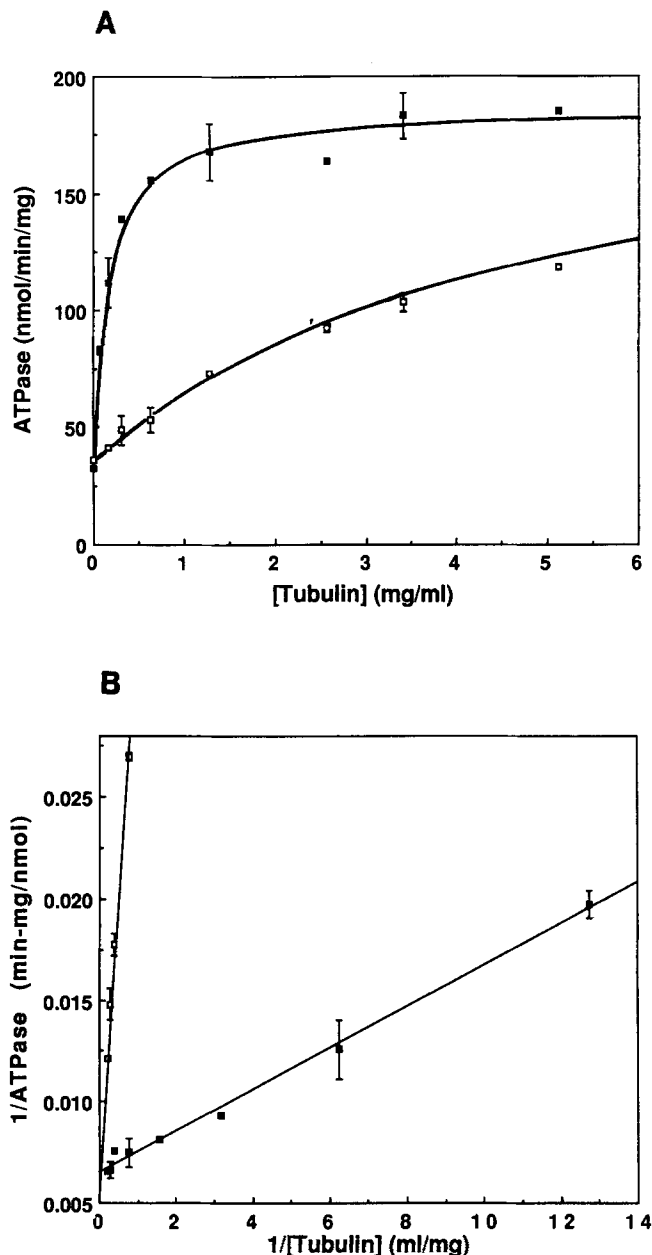 A
ATPase (nmol/min/mg)
200
150
100
50
0
0 1 2 3 4 5 6
[Tubulin] (mg/ml)
B
1/ATPase (min-mg/nmol)
0.025
0.020
0.015
0.010
0.005
0 2 4 6 8 10 12 14
1/[Tubulin] (ml/mg)